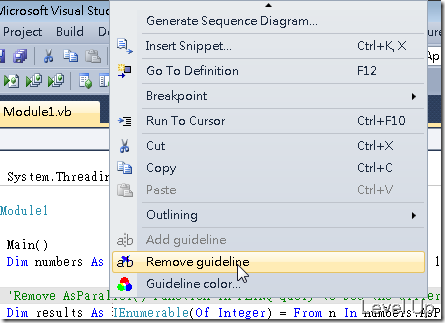 Microsoft Visual Stud
Project Build D
Module1.vb
System.Threadin
Module1
Main()
Dim numbers As
'Remove AsParallel() function in PLINQ query to see the
Dim results As IEnumerable(Of Integer) = From n In numbers.AsP
Generate Sequence Diagram...
Insert Snippet... Ctrl+K, X
Go To Definition F12
Breakpoint
Run To Cursor Ctrl+F10
Cut Ctrl+X
Copy Ctrl+C
Paste Ctrl+V
Outlining
Add guideline
Remove guideline
Guideline color...
Level Up